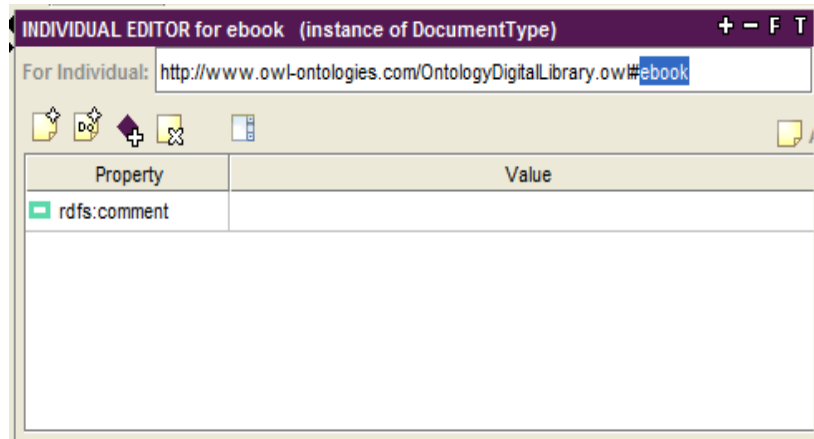 INDIVIDUAL EDITOR for ebook (instance of DocumentType) + − F T
For Individual: http://www.owl-ontologies.com/OntologyDigitalLibrary.owl#ebook
Property Value
rdfs:comment